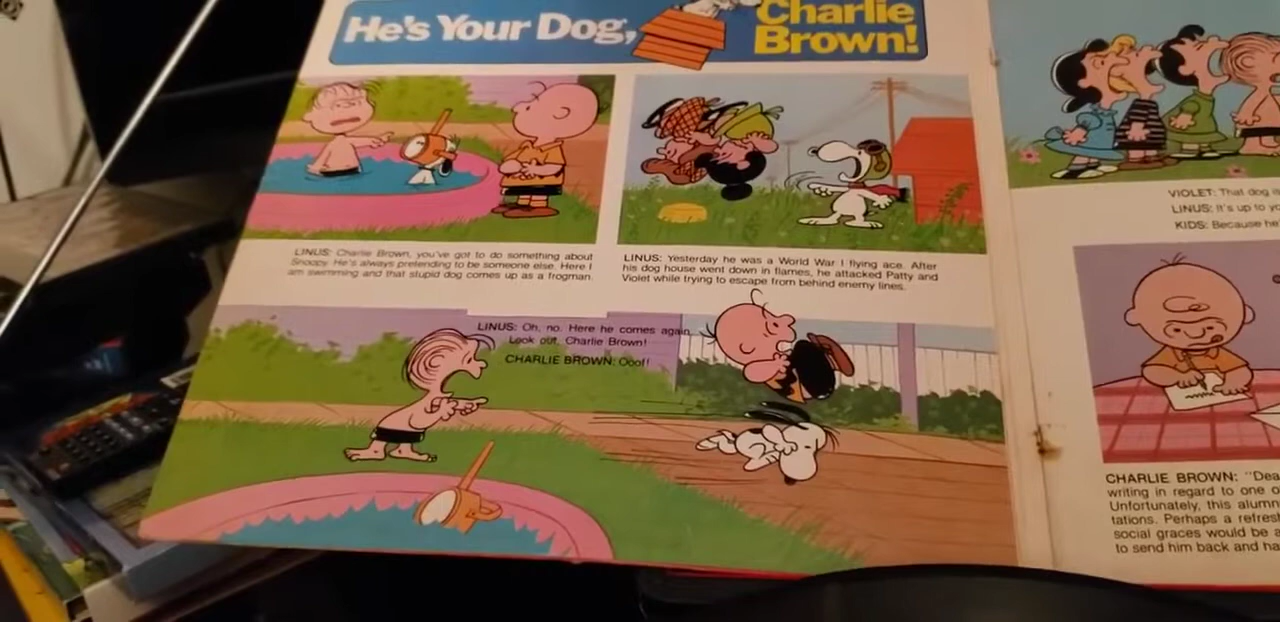 He's Your Dog,
Charlie
Brown!
LINUS: Charlie Brown, you've got to do something about
Snoopy. He's always pretending to be someone else. Here I
am swimming and that stupid dog comes up as a frogman.
LINUS: Yesterday he was a World War I flying ace. After
his dog house went down in flames, he attacked Patty and
Violet while trying to escape from behind enemy lines.
LINUS: Oh, no. Here he comes again.
Look out, Charlie Brown!
CHARLIE BROWN: Ooof!
VIOLET: That dog
LINUS: It's up to
KIDS: Because he
CHARLIE BROWN: "Dea
writing in regard to one o
Unfortunately, this alumn
tations. Perhaps a refres
social graces would be a
to send him back and ha